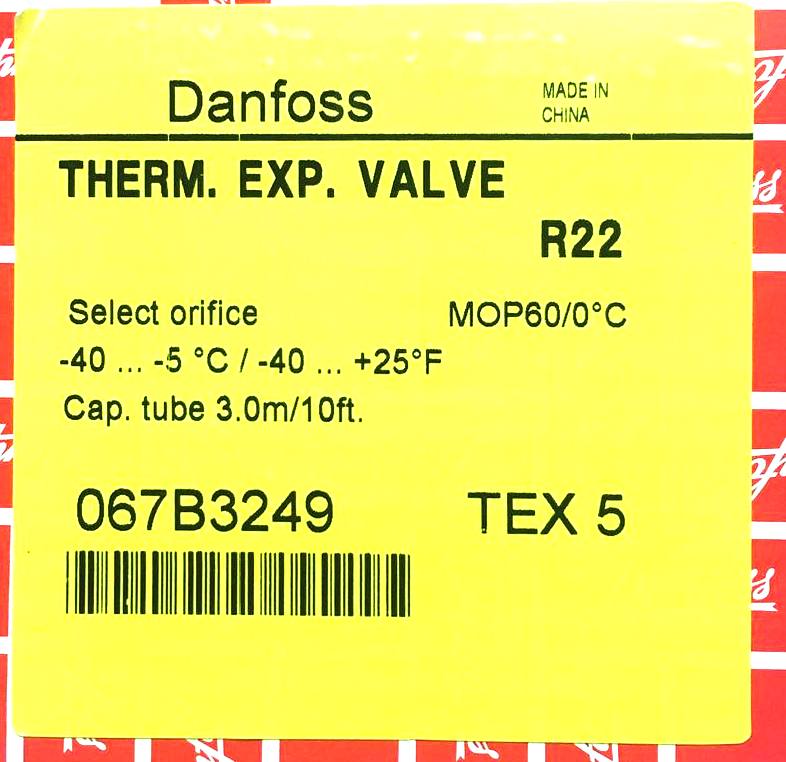 Danfoss
MADE IN
CHINA
THERM. EXP. VALVE
R22
Select orifice MOP60/0°C
-40 ... -5 °C / -40 ... +25°F
Cap. tube 3.0m/10ft.
067B3249 TEX 5